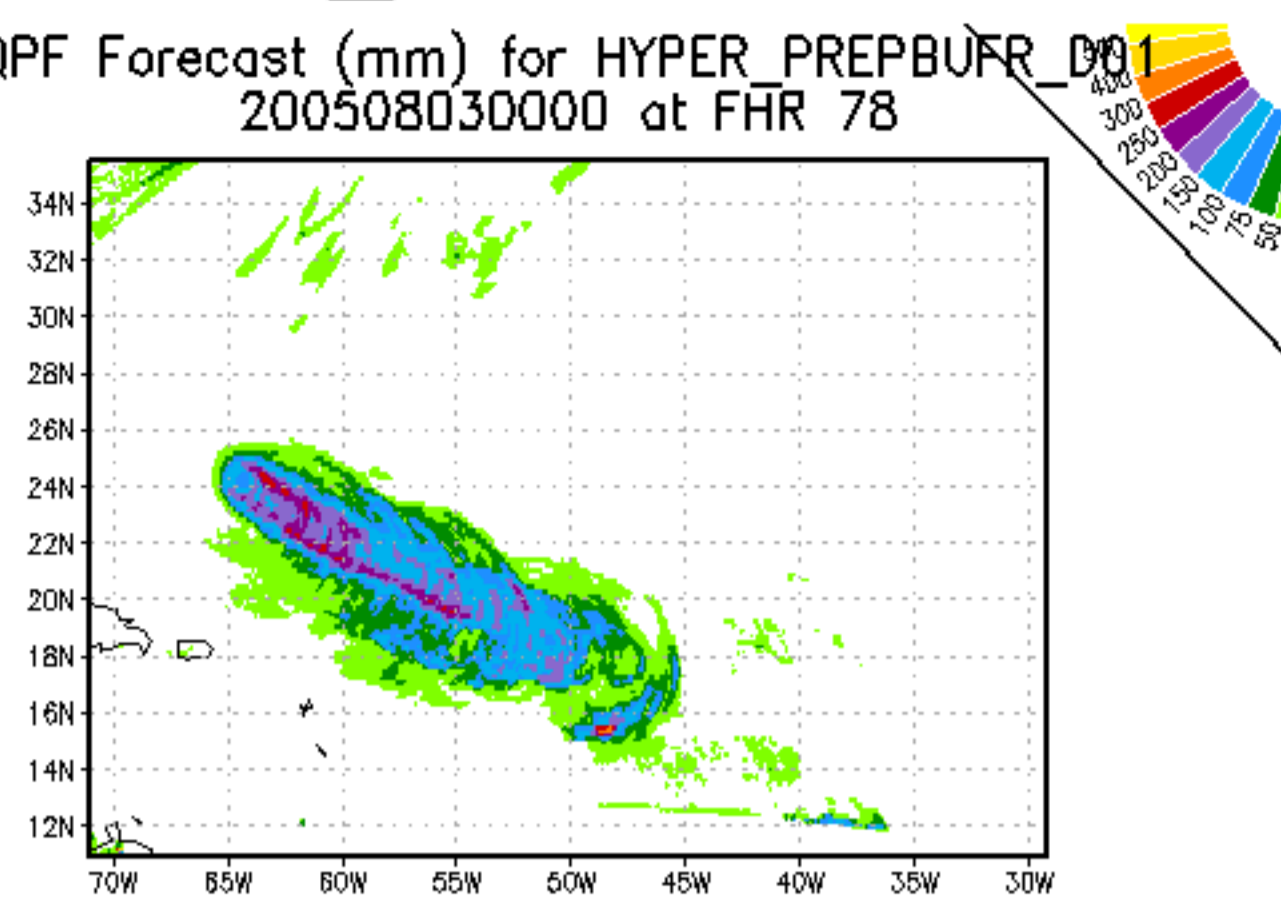 QPF Forecast (mm) for HYPER_PREPBUFR_D01
200508030000 at FHR 78
400
300
250
200
150
100
75
50
34N
32N
30N
28N
26N
24N
22N
20N
18N
16N
14N
12N
70W 65W 60W 55W 50W 45W 40W 35W 30W